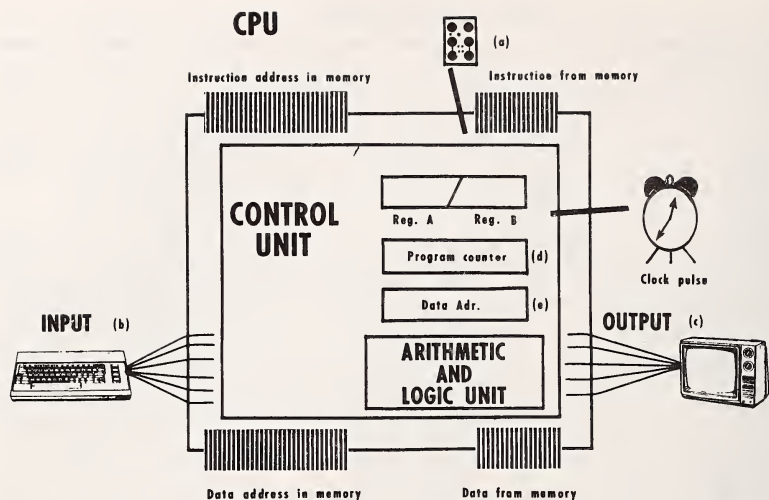 CPU
(a)
Instruction address in memory
Instruction from memory
CONTROL
UNIT
Reg. A Reg. B
Program counter (d)
Data Adr. (e)
Clock pulse
INPUT (b)
OUTPUT (c)
ARITHMETIC
AND
LOGIC UNIT
Data address in memory
Data from memory